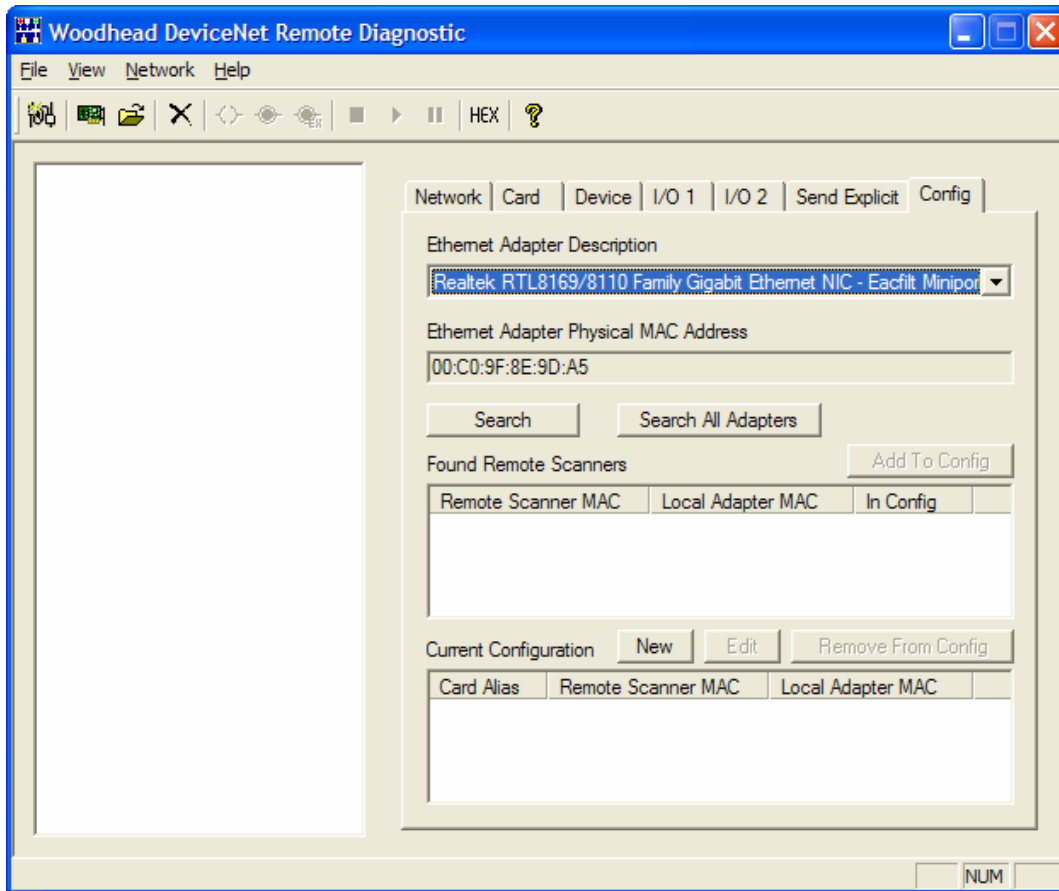 Woodhead DeviceNet Remote Diagnostic
File View Network Help
HEX
Network Card Device I/O 1 I/O 2 Send Explicit Config
Ethernet Adapter Description
Realtek RTL8169/8110 Family Gigabit Ethernet NIC - Eacfilt Minipor
Ethernet Adapter Physical MAC Address
00:C0:9F:8E:9D:A5
Search Search All Adapters
Found Remote Scanners Add To Config
Remote Scanner MAC Local Adapter MAC In Config
Current Configuration New Edit Remove From Config
Card Alias Remote Scanner MAC Local Adapter MAC
NUM